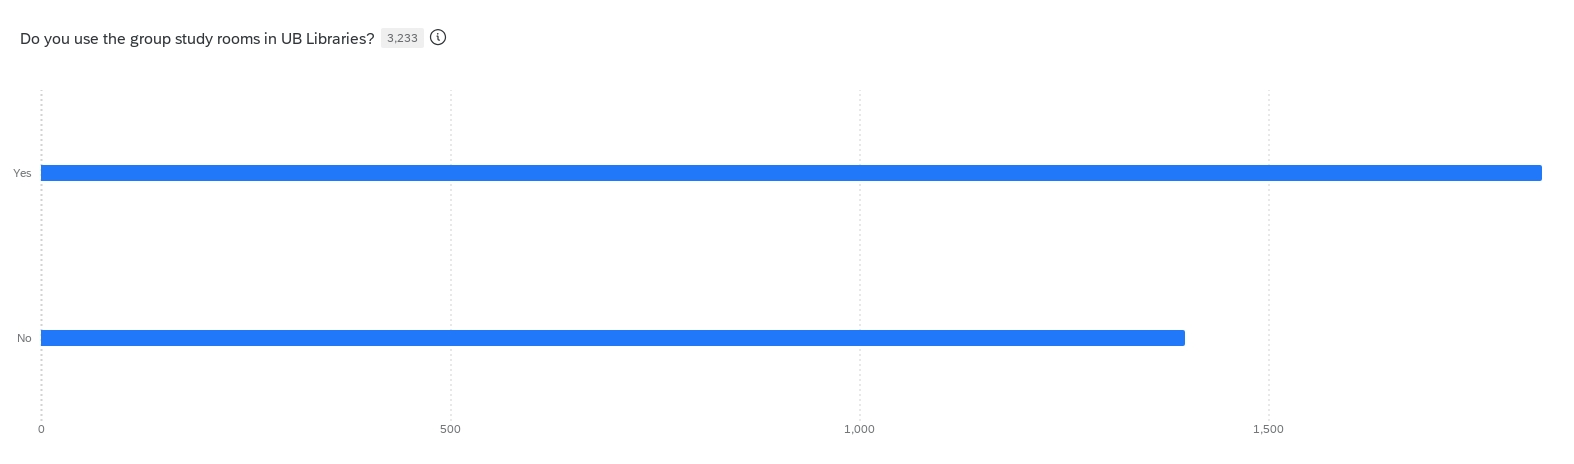 Do you use the group study rooms in UB Libraries? 3,233
Yes
No
0 500 1,000 1,500